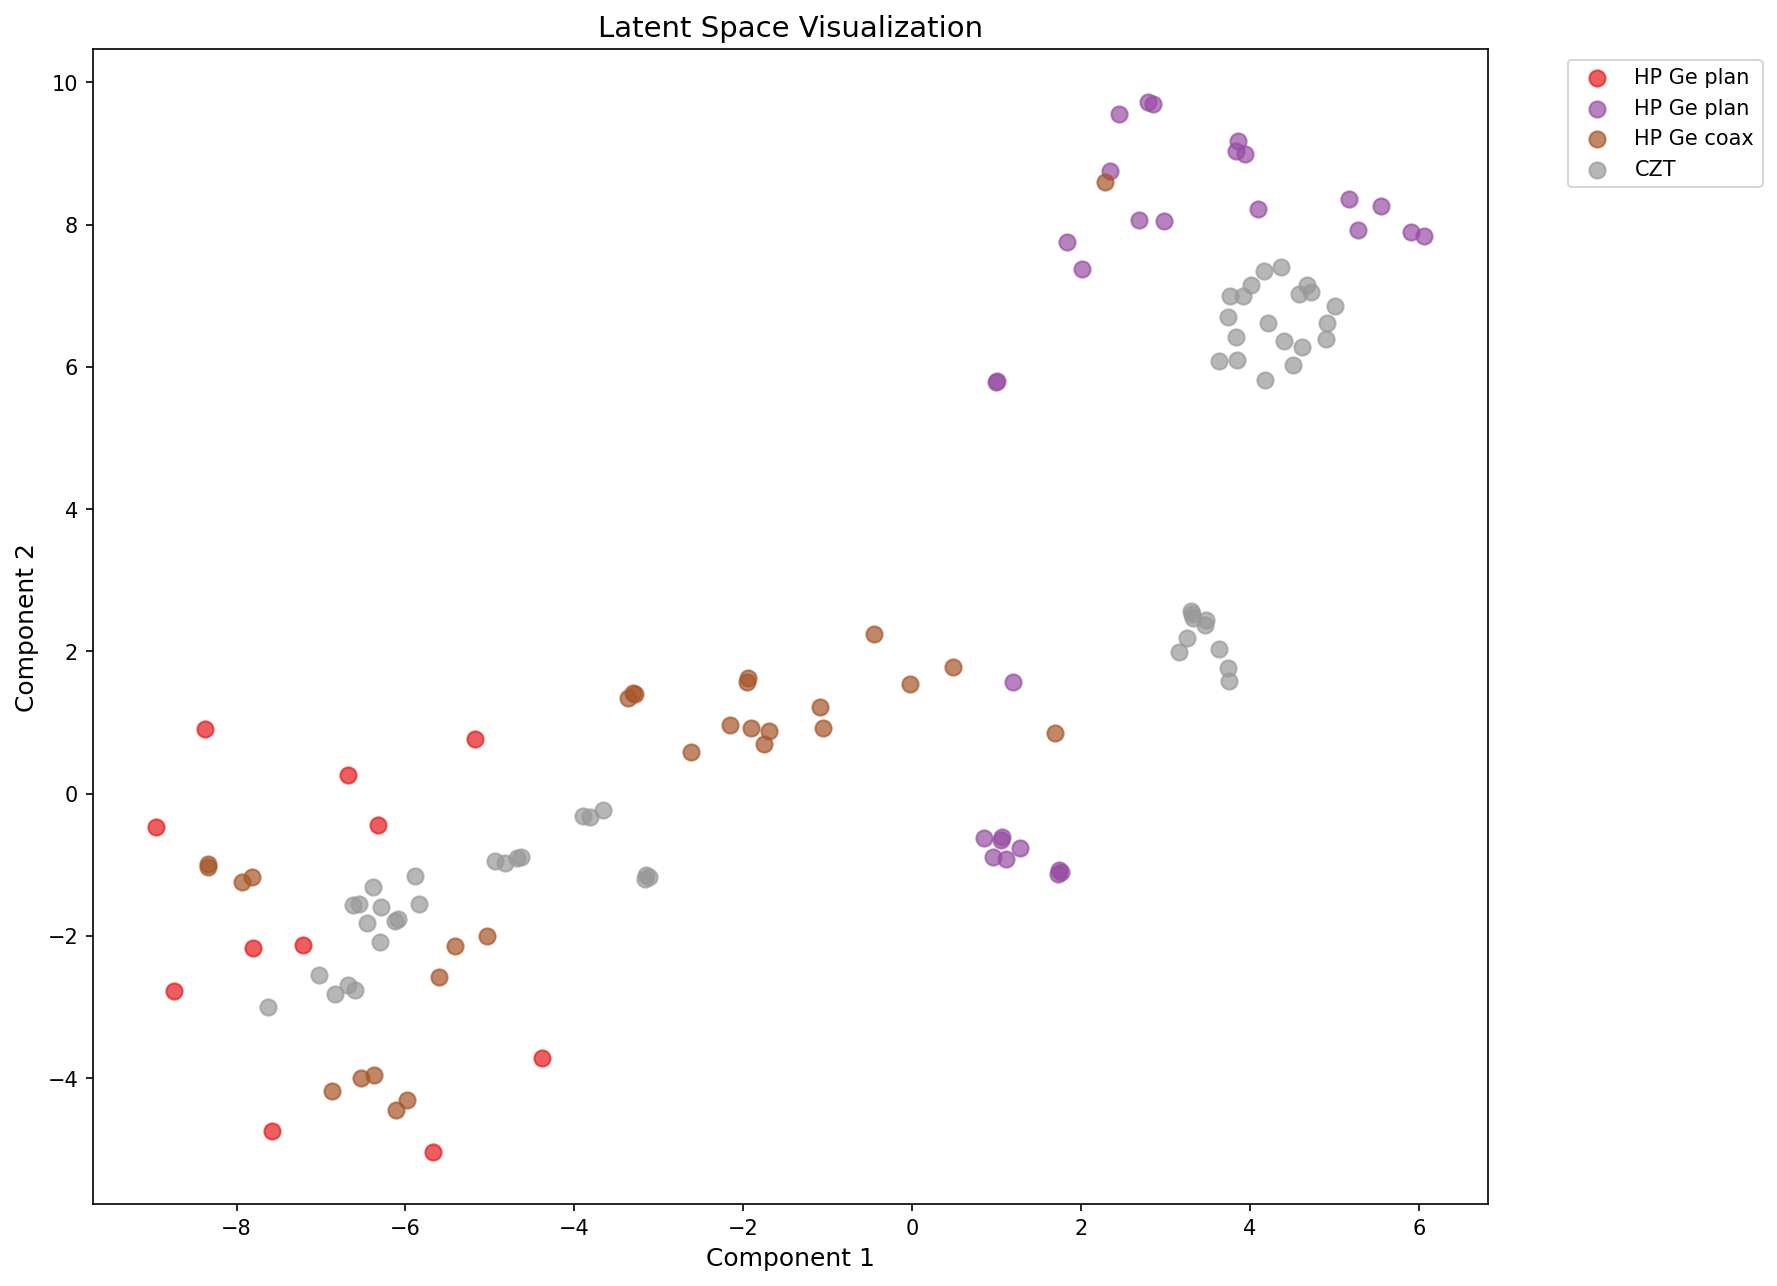 Latent Space Visualization
HP Ge plan
HP Ge plan
HP Ge coax
CZT
10
8
6
4
2
0
−2
−4
Component 2
−8 −6 −4 −2 0 2 4 6
Component 1